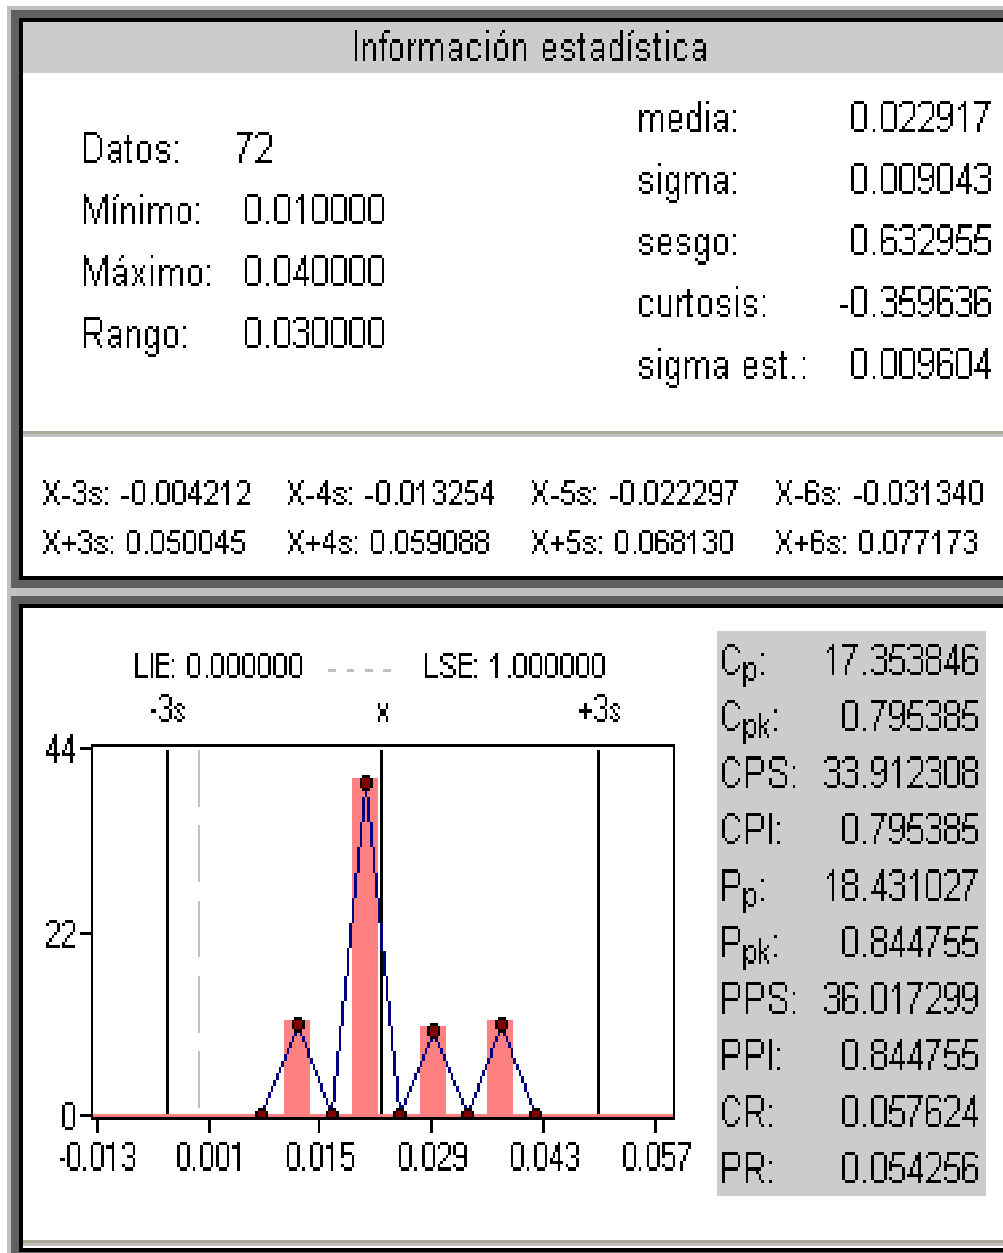 Información estadística
Datos: 72
Mínimo: 0.010000
Máximo: 0.040000
Rango: 0.030000
media: 0.022917
sigma: 0.009043
sesgo: 0.632955
curtosis: -0.359636
sigma est.: 0.009604
X-3s: -0.004212 X-4s: -0.013254 X-5s: -0.022297 X-6s: -0.031340
X+3s: 0.050045 X+4s: 0.059088 X+5s: 0.068130 X+6s: 0.077173
LIE: 0.000000 LSE: 1.000000
-3s x +3s
44
22
0
-0.013 0.001 0.015 0.029 0.043 0.057
Cp: 17.353846
Cpk: 0.795385
CPS: 33.912308
CPI: 0.795385
Pp: 18.431027
Ppk: 0.844755
PPS: 36.017299
PPI: 0.844755
CR: 0.057624
PR: 0.054256